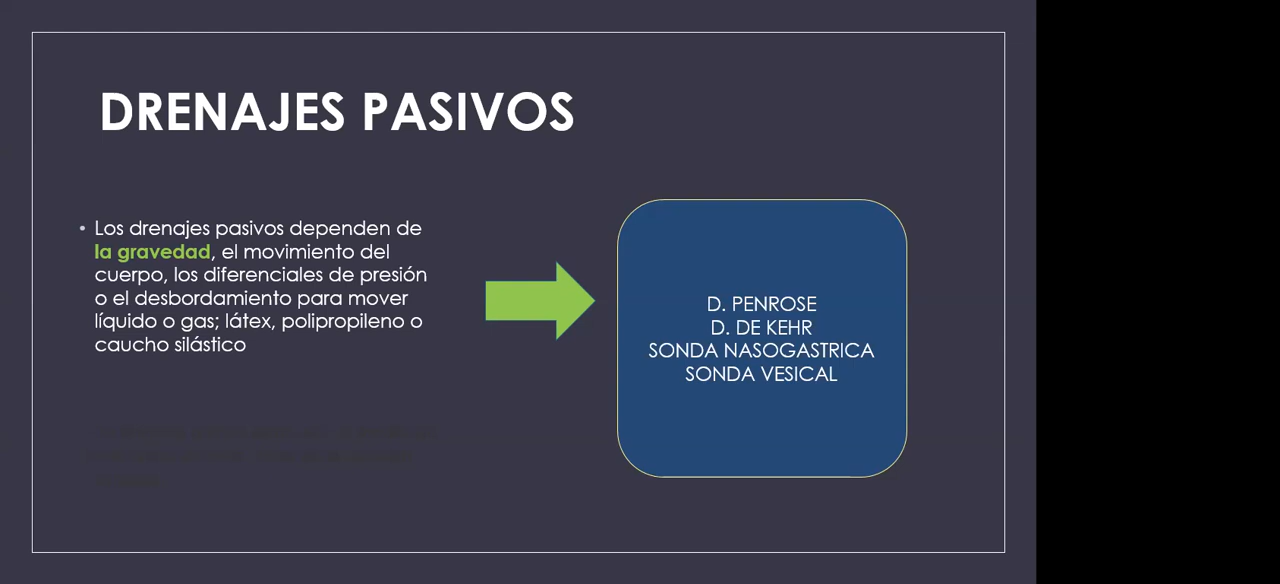 DRENAJES PASIVOS
• Los drenajes pasivos dependen de
la gravedad, el movimiento del
cuerpo, los diferenciales de presión
o el desbordamiento para mover
líquido o gas; látex, polipropileno o
caucho silástico
D. PENROSE
D. DE KEHR
SONDA NASOGASTRICA
SONDA VESICAL